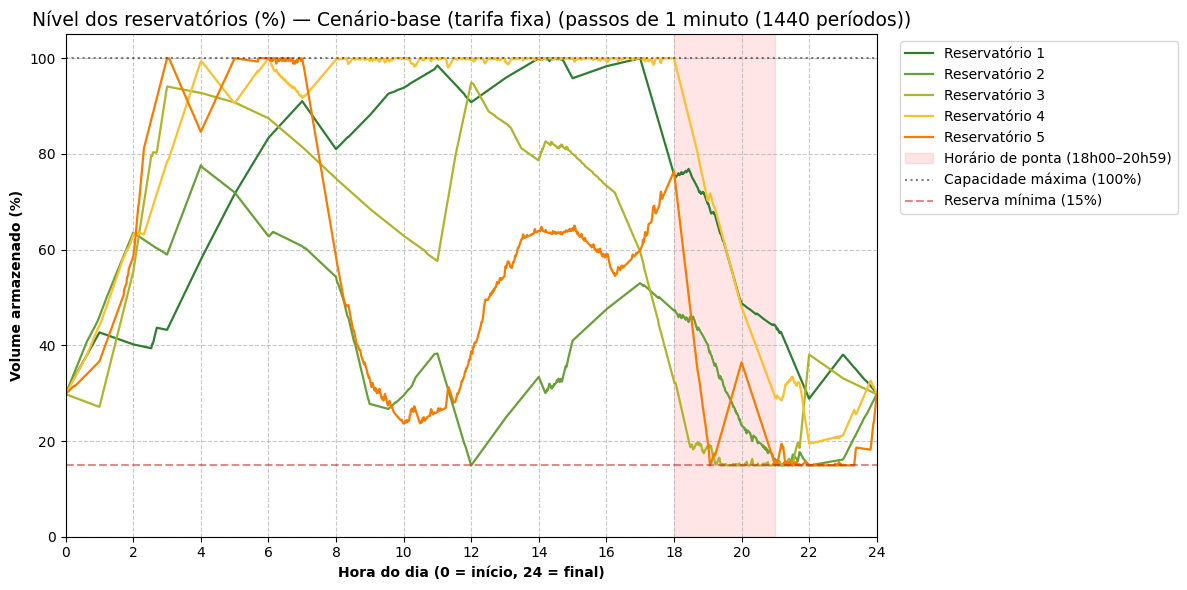 Nível dos reservatórios (%) — Cenário-base (tarifa fixa) (passos de 1 minuto (1440 períodos))
Volume armazenado (%)
100
80
60
40
20
0
0 2 4 6 8 10 12 14 16 18 20 22 24
Hora do dia (0 = início, 24 = final)
Reservatório 1
Reservatório 2
Reservatório 3
Reservatório 4
Reservatório 5
Horário de ponta (18h00–20h59)
Capacidade máxima (100%)
Reserva mínima (15%)